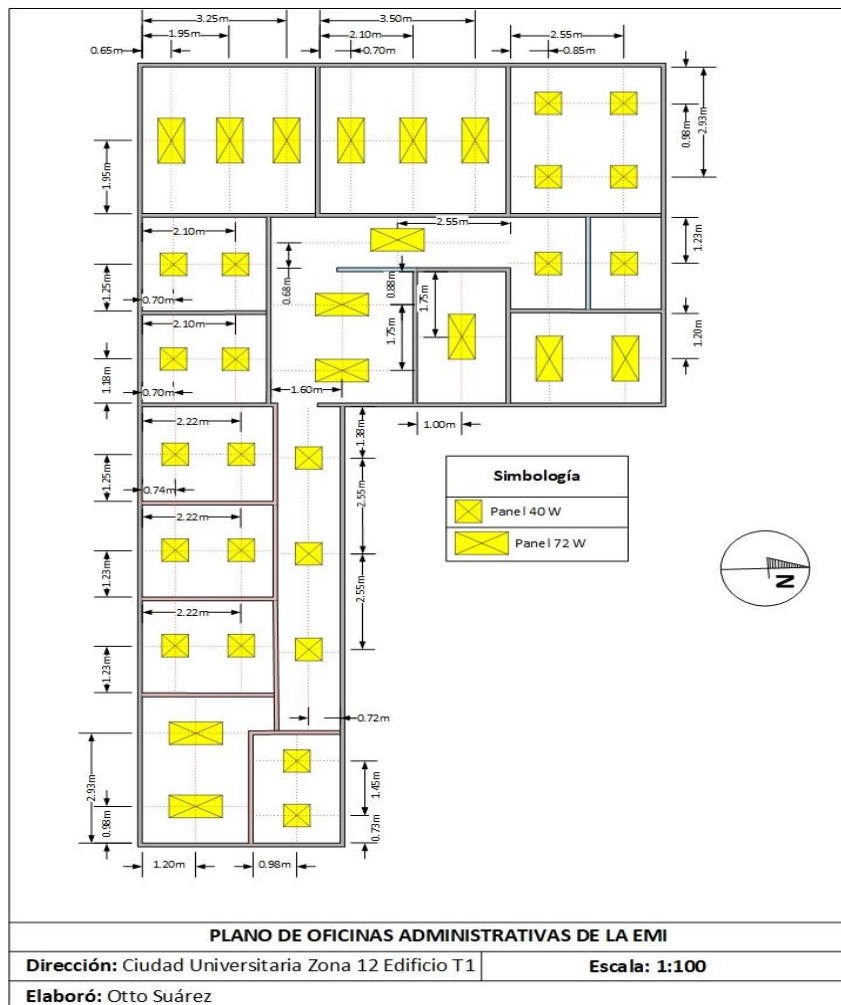 3.25m
3.50m
1.95m
2.10m
2.55m
0.65m
0.70m
0.85m
0.98m
2.93m
1.95m
2.55m
2.10m
1.23m
1.25m
0.68m
0.88m
1.75m
0.70m
2.10m
1.75m
1.20m
1.18m
0.70m
1.60m
2.22m
1.38m
1.00m
1.25m
0.74m
2.55m
Simbología
Panel 40 W
Panel 72 W
2.22m
1.23m
2.55m
N
2.22m
1.23m
0.72m
2.93m
1.45m
0.98m
0.73m
1.20m
0.98m
PLANO DE OFICINAS ADMINISTRATIVAS DE LA EMI
Dirección: Ciudad Universitaria Zona 12 Edificio T1
Escala: 1:100
Elaboró: Otto Suárez